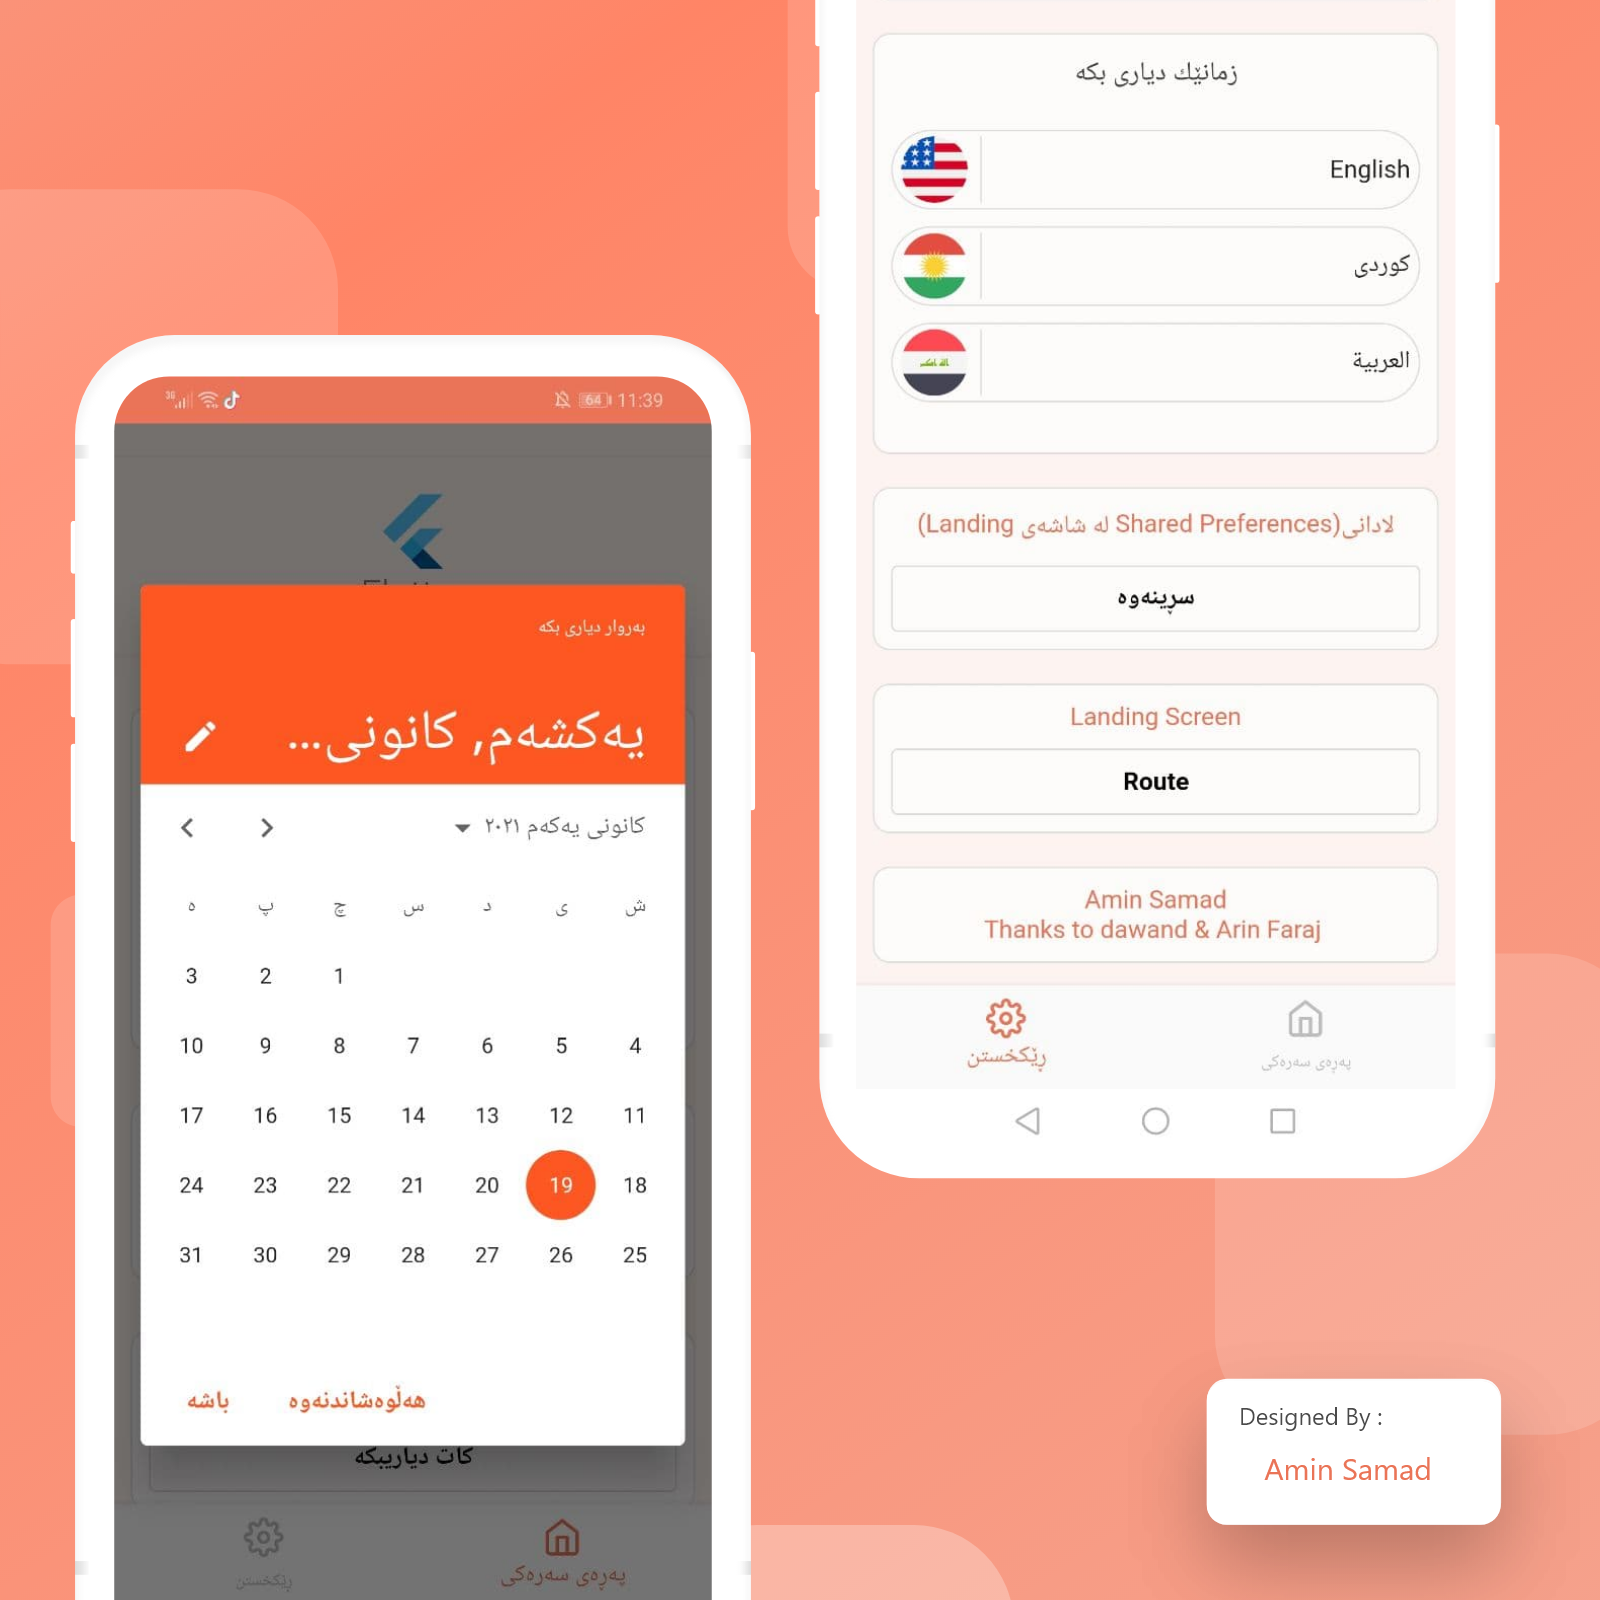 زمانێك دیاری بکە
English
کوردی
العربية
لادانی(Shared Preferences لە شاشەی Landing)
سڕینەوە
Landing Screen
Route
Amin Samad
Thanks to dawand & Arin Faraj
ڕێکخستن
پەڕەی سەرەکی
3G
64 11:39
بەروار دیاری بکە
یەکشەم, کانونی...
کانونی یەکەم ٢٠٢١
ش ی د س چ پ ە
1 2 3
4 5 6 7 8 9 10
11 12 13 14 15 16 17
18 19 20 21 22 23 24
25 26 27 28 29 30 31
هەڵوەشاندنەوە باشە
کات دیاریبکە
پەڕەی سەرەکی
ڕێکخستن
Designed By :
Amin Samad